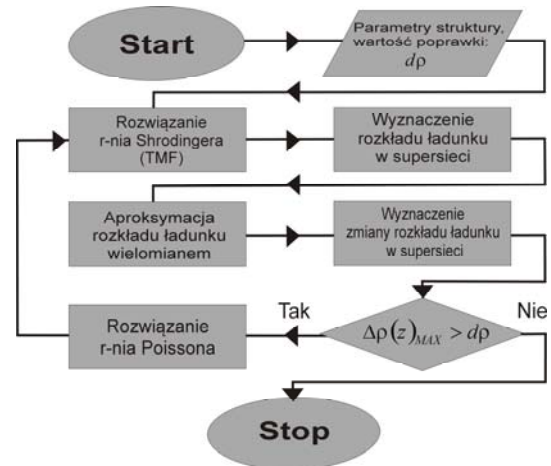 Start
Parametry struktury,
wartość poprawki:
dρ
Rozwiązanie
r-nia Shrodingera
(TMF)
Wyznaczenie
rozkładu ładunku
w supersieci
Aproksymacja
rozkładu ładunku
wielomianem
Wyznaczenie
zmiany rozkładu ładunku
w supersieci
Tak
Nie
Δρ(z)MAX > dρ
Rozwiązanie
r-nia Poissona
Stop